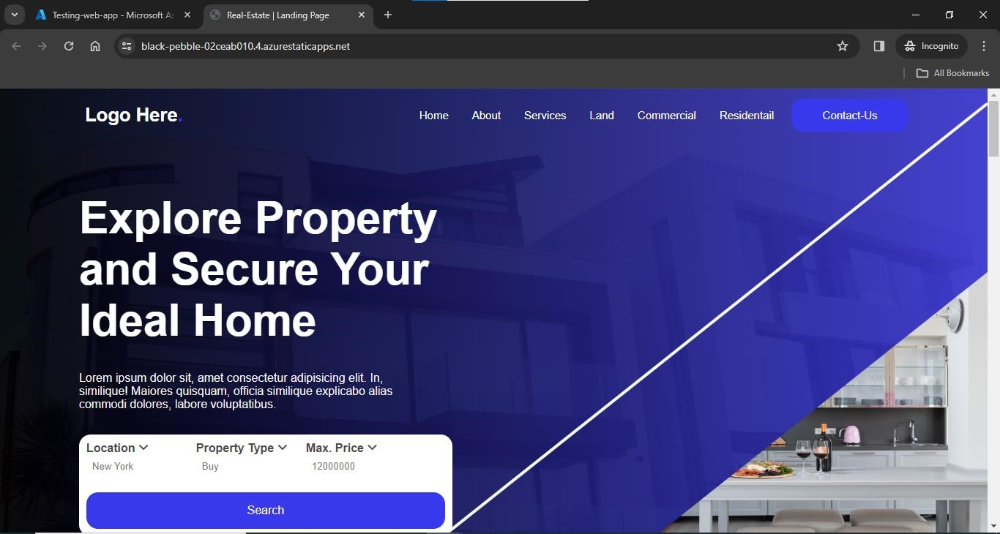 Testing-web-app - Microsoft Az
Real-Estate | Landing Page
black-pebble-02ceab010.4.azurestaticapps.net
Incognito
All Bookmarks
Logo Here.
Home
About
Services
Land
Commercial
Residentail
Contact-Us
Explore Property
and Secure Your
Ideal Home
Lorem ipsum dolor sit, amet consectetur adipisicing elit. In,
similique! Maiores quisquam, officia similique explicabo alias
commodi dolores, labore voluptatibus.
Location
Property Type
Max. Price
New York
Buy
12000000
Search